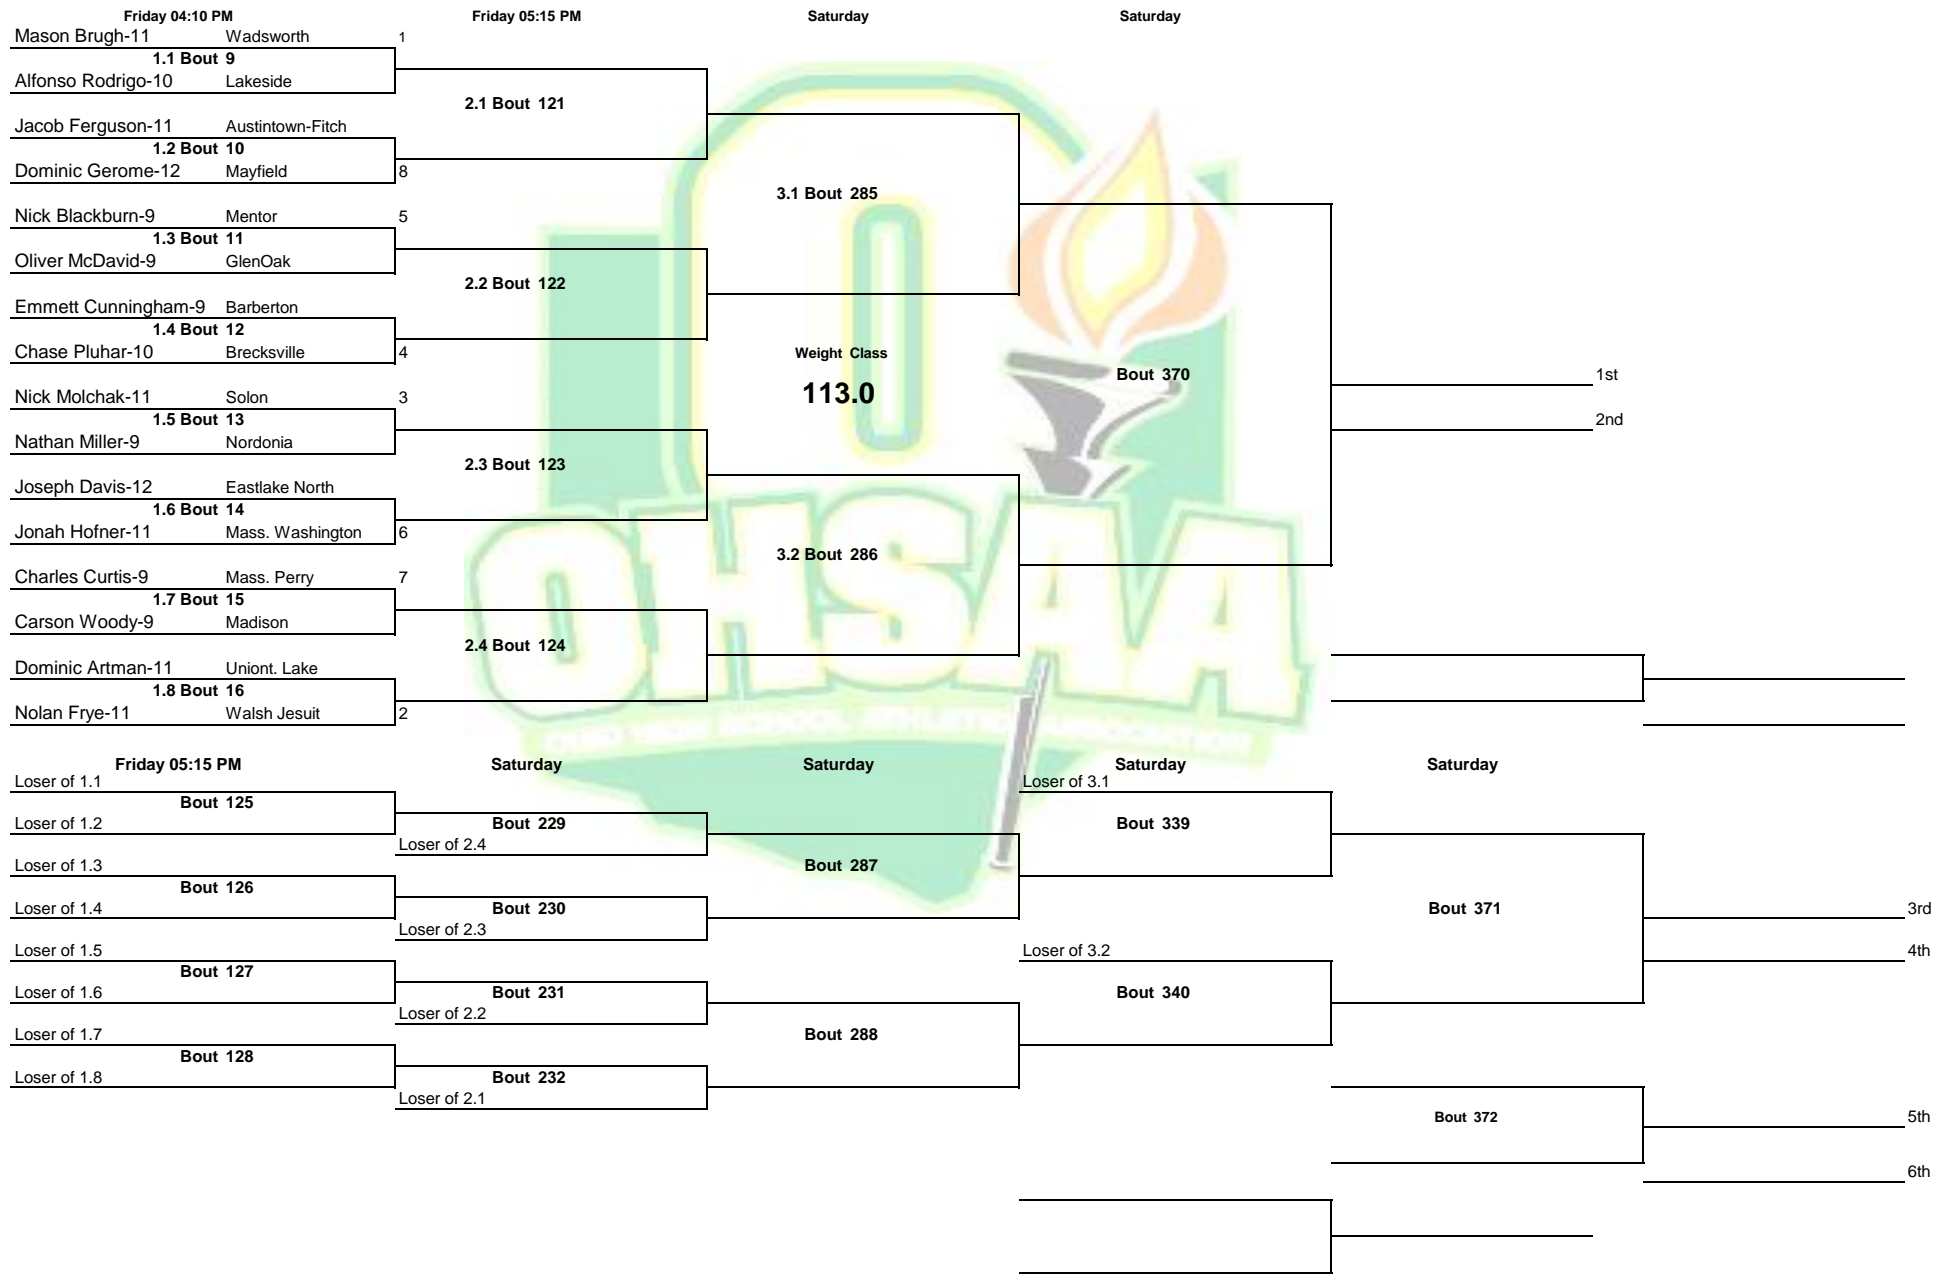 Friday 04:10 PM Friday 05:15 PM Saturday Saturday
Mason Brugh-11 Wadsworth 1
1.1 Bout 9
Alfonso Rodrigo-10 Lakeside
2.1 Bout 121
Jacob Ferguson-11 Austintown-Fitch
1.2 Bout 10
Dominic Gerome-12 Mayfield 8
3.1 Bout 285
Nick Blackburn-9 Mentor 5
1.3 Bout 11
Oliver McDavid-9 GlenOak
2.2 Bout 122
Emmett Cunningham-9 Barberton
1.4 Bout 12
Chase Pluhar-10 Brecksville 4
Weight Class
113.0
Bout 370
1st
2nd
Nick Molchak-11 Solon 3
1.5 Bout 13
Nathan Miller-9 Nordonia
2.3 Bout 123
Joseph Davis-12 Eastlake North
1.6 Bout 14
Jonah Hofner-11 Mass. Washington 6
3.2 Bout 286
Charles Curtis-9 Mass. Perry 7
1.7 Bout 15
Carson Woody-9 Madison
2.4 Bout 124
Dominic Artman-11 Uniont. Lake
1.8 Bout 16
Nolan Frye-11 Walsh Jesuit 2
OHSAA
OHIO HIGH SCHOOL ATHLETIC ASSOCIATION
Friday 05:15 PM Saturday Saturday Saturday Saturday
Loser of 1.1 Loser of 3.1
Bout 125
Loser of 1.2 Bout 229 Bout 339
Loser of 2.4
Loser of 1.3 Bout 287
Bout 126
Loser of 1.4 Bout 230 Bout 371 3rd
Loser of 2.3
Loser of 1.5 Loser of 3.2 4th
Bout 127
Loser of 1.6 Bout 231 Bout 340
Loser of 2.2
Loser of 1.7 Bout 288
Bout 128
Loser of 1.8 Bout 232
Loser of 2.1
Bout 372 5th
6th